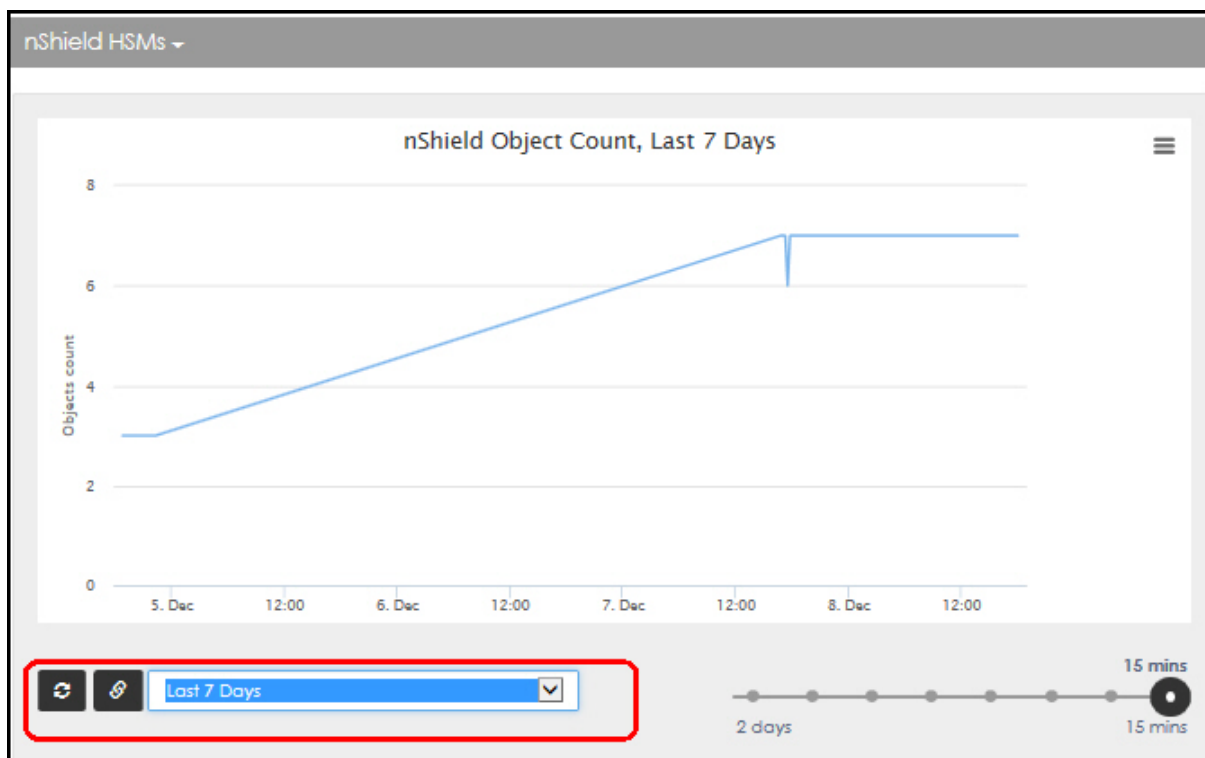 nShield HSMs
nShield Object Count, Last 7 Days
8
6
4
2
0
Objects count
5. Dec 12:00 6. Dec 12:00 7. Dec 12:00 8. Dec 12:00
Last 7 Days
15 mins
2 days 15 mins